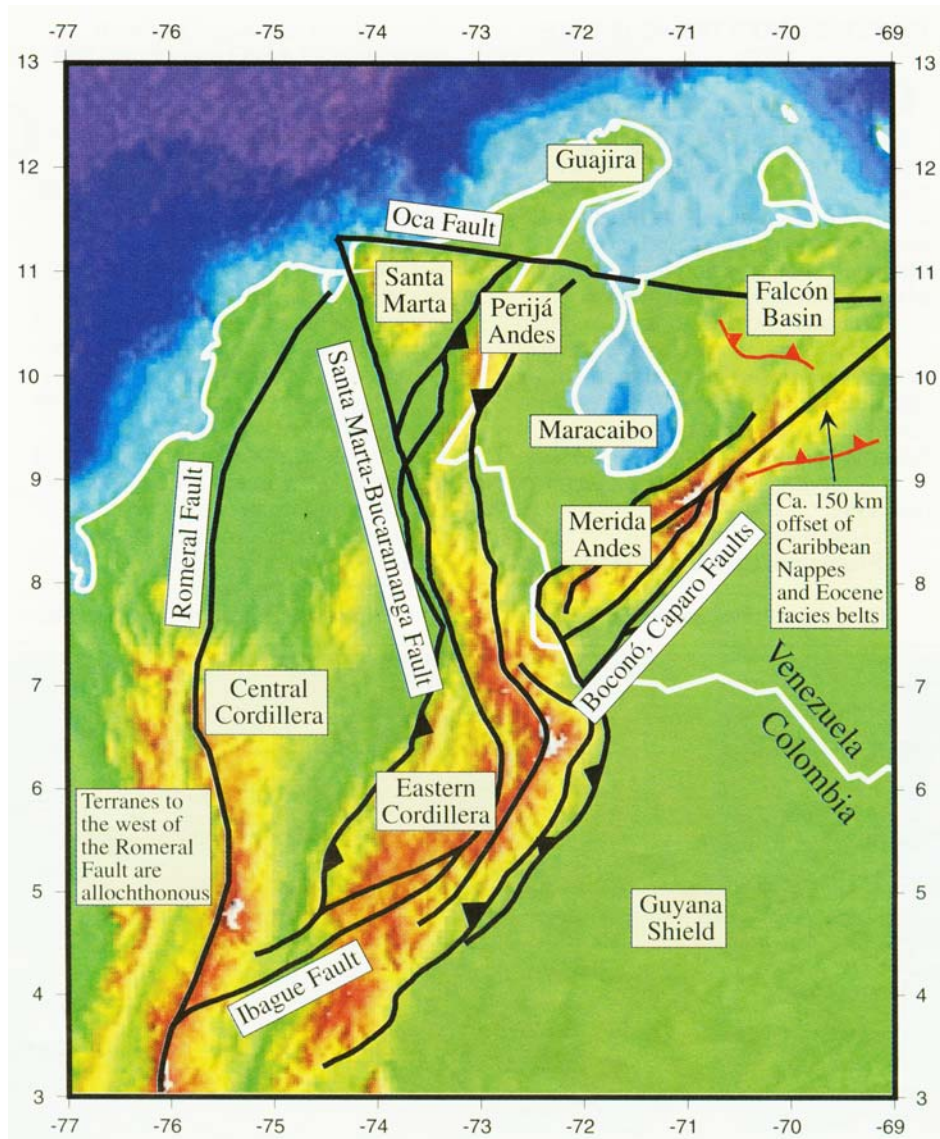 -77 -76 -75 -74 -73 -72 -71 -70 -69
13 13
12 12
11 11
10 10
9 9
8 8
7 7
6 6
5 5
4 4
3 3
Guajira
Oca Fault
Santa
Marta
Perijá
Andes
Falcón
Basin
Santa Marta-Bucaramanga Fault
Maracaibo
Romeral Fault
Merida
Andes
Ca. 150 km
offset of
Caribbean
Nappes
and Eocene
facies belts
Boconó, Caparo Faults
Venezuela
Colombia
Central
Cordillera
Eastern
Cordillera
Terranes to
the west of
the Romeral
Fault are
allochthonous
Guyana
Shield
Ibague Fault
-77 -76 -75 -74 -73 -72 -71 -70 -69